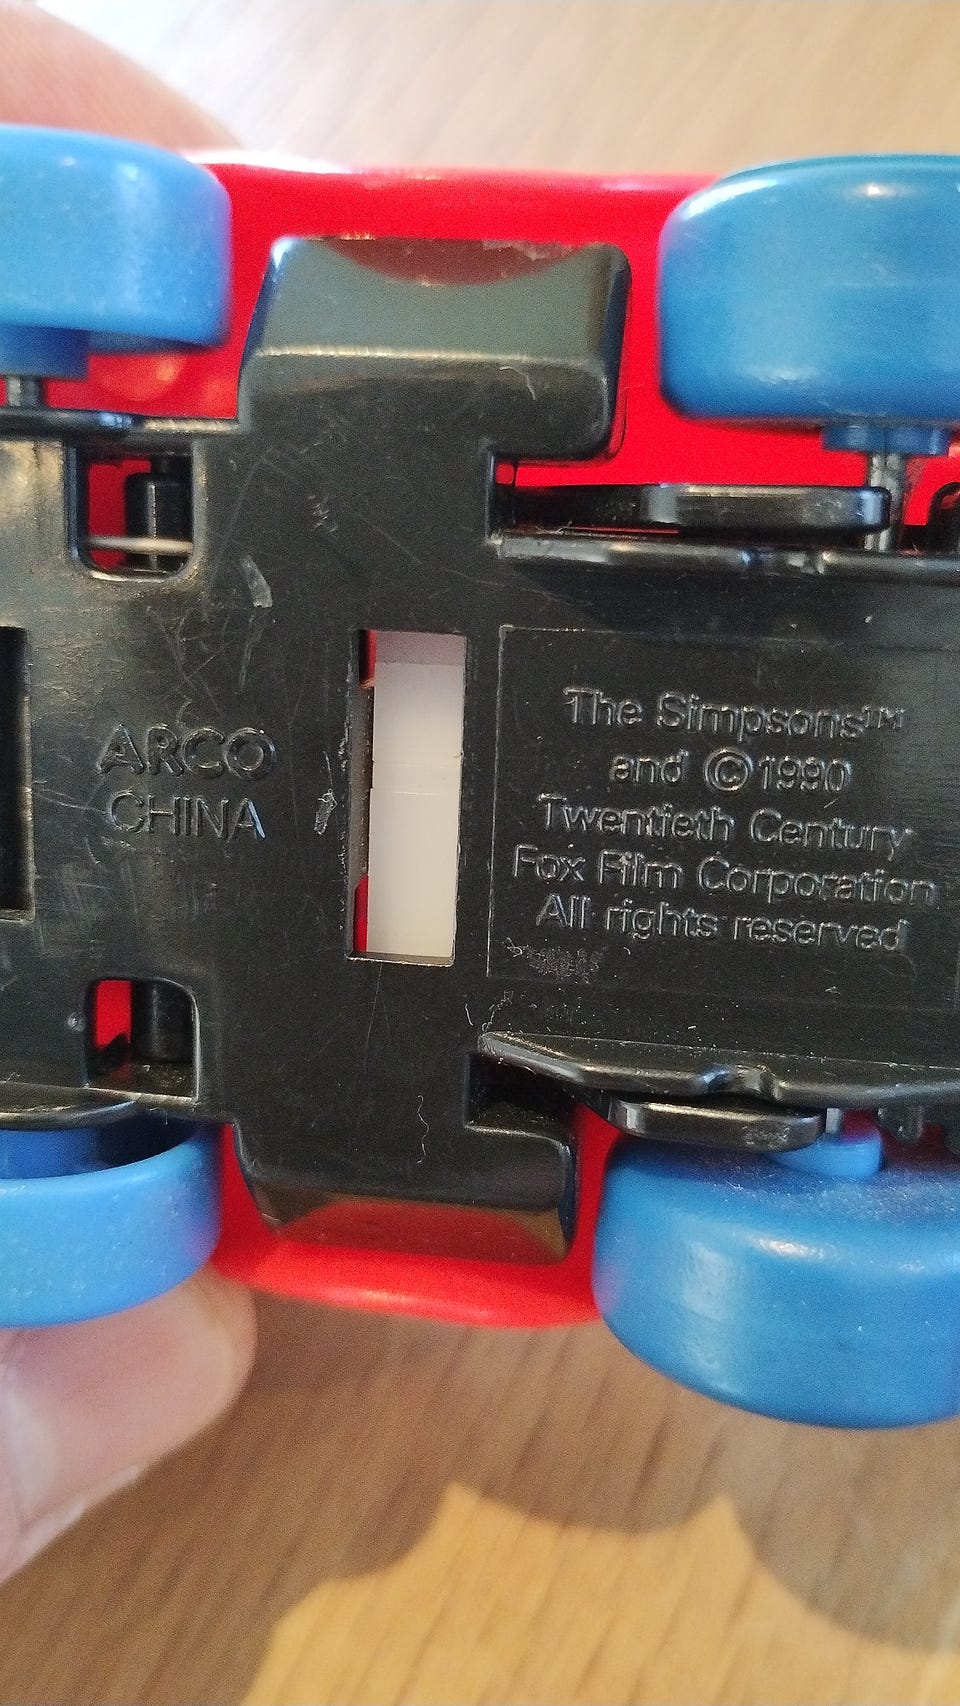 ARCO
CHINA
The Simpsons™
and ©1990
Twentieth Century
Fox Film Corporation
All rights reserved